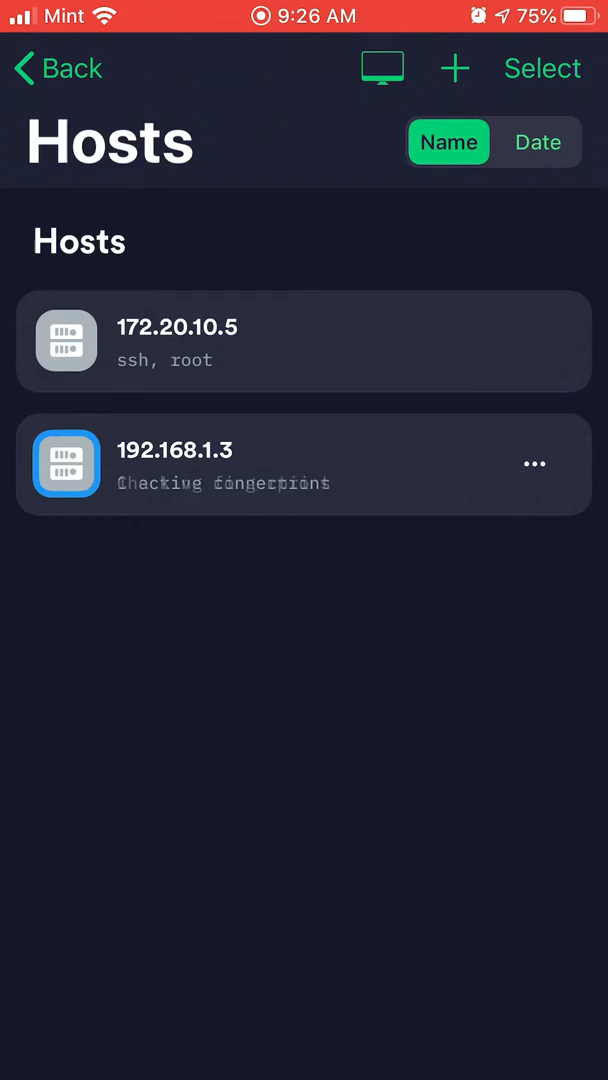 Mint 9:26 AM 75%
Back Select
Hosts Name Date
Hosts
172.20.10.5
ssh, root
192.168.1.3